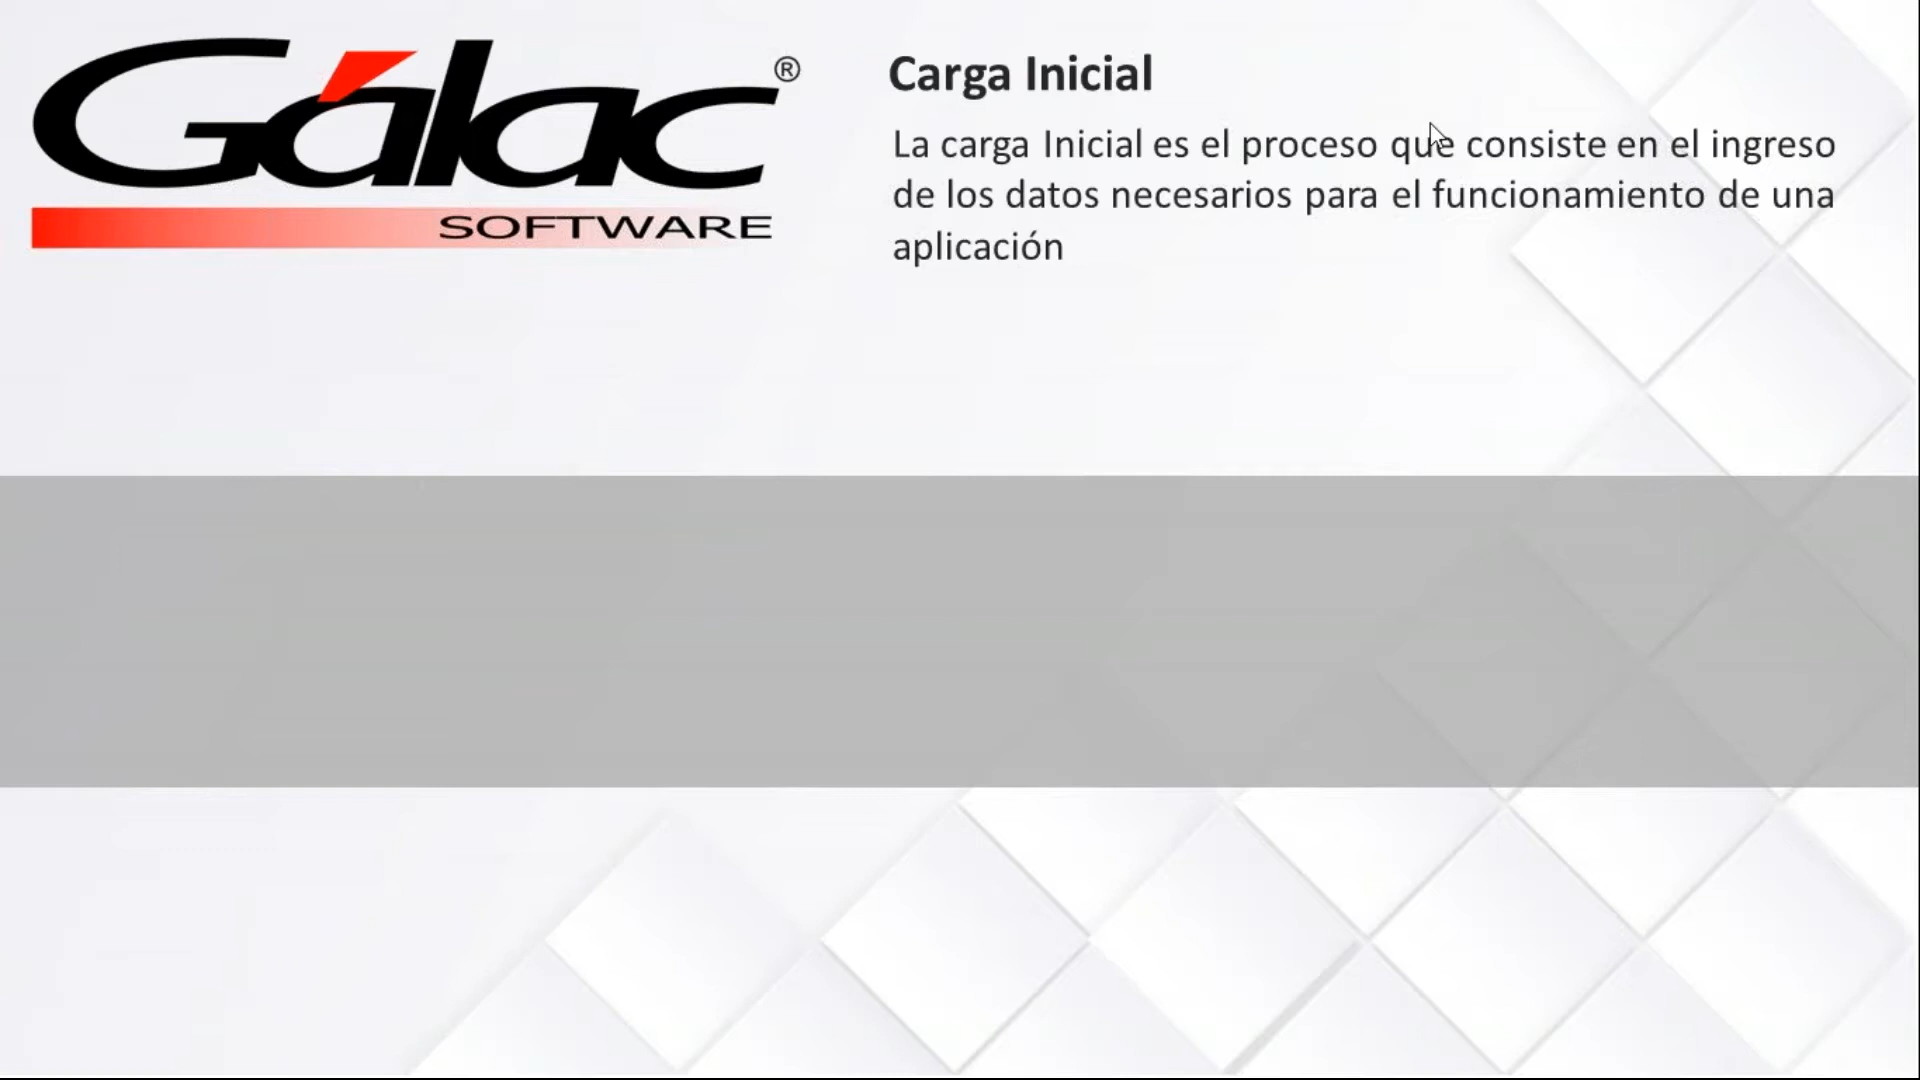 Gálac®
SOFTWARE
Carga Inicial
La carga Inicial es el proceso que consiste en el ingreso
de los datos necesarios para el funcionamiento de una
aplicación